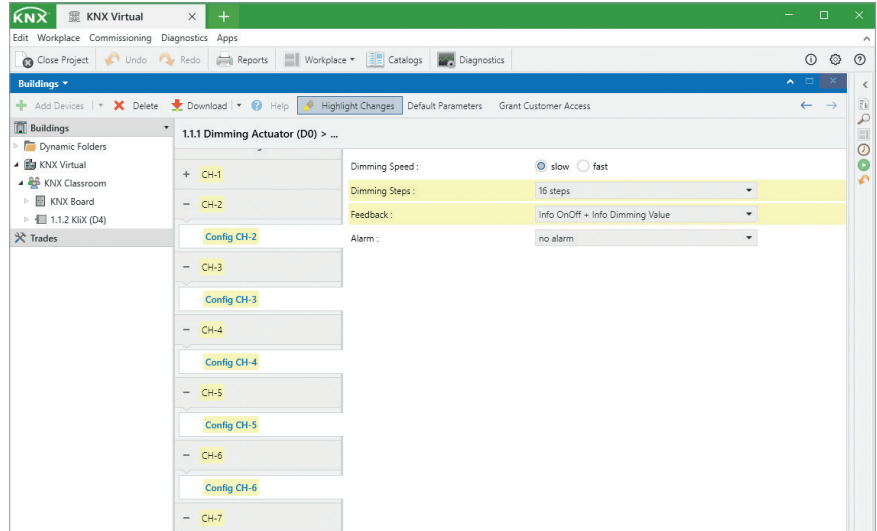 KNX KNX Virtual × +
Edit Workplace Commissioning Diagnostics Apps
Close Project Undo Redo Reports Workplace Catalogs Diagnostics
Buildings
Add Devices Delete Download Help Highlight Changes Default Parameters Grant Customer Access
Buildings
Dynamic Folders
KNX Virtual
KNX Classroom
KNX Board
1.1.2 KliX (D4)
Trades
1.1.1 Dimming Actuator (D0) > ...
+ CH-1
− CH-2
Config CH-2
− CH-3
Config CH-3
− CH-4
Config CH-4
− CH-5
Config CH-5
− CH-6
Config CH-6
− CH-7
Dimming Speed : slow fast
Dimming Steps : 16 steps
Feedback : Info OnOff + Info Dimming Value
Alarm : no alarm